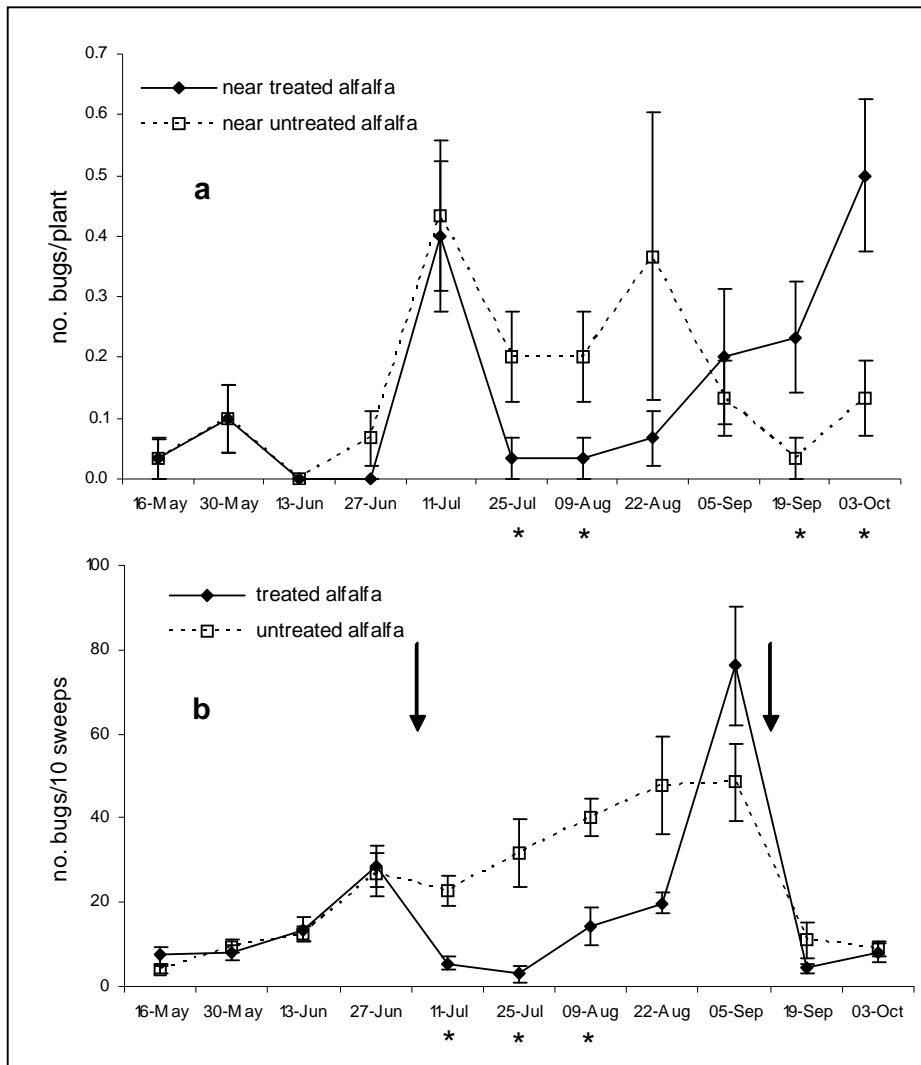 0.7
near treated alfalfa
near untreated alfalfa
0.6
0.5
a
0.4
0.3
0.2
0.1
0.0
no. bugs/plant
16-May 30-May 13-Jun 27-Jun 11-Jul 25-Jul 09-Aug 22-Aug 05-Sep 19-Sep 03-Oct
* * * *
100
treated alfalfa
untreated alfalfa
80
b
60
40
20
0
no. bugs/10 sweeps
16-May 30-May 13-Jun 27-Jun 11-Jul 25-Jul 09-Aug 22-Aug 05-Sep 19-Sep 03-Oct
* * *